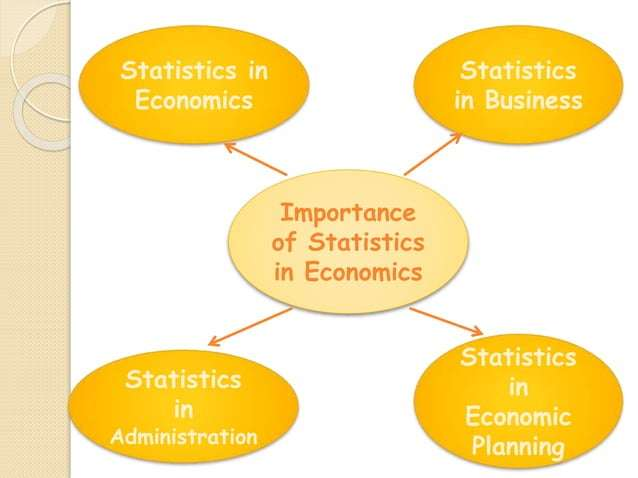 Statistics in
Economics
Statistics
in Business
Importance
of Statistics
in Economics
Statistics
in
Administration
Statistics
in
Economic
Planning